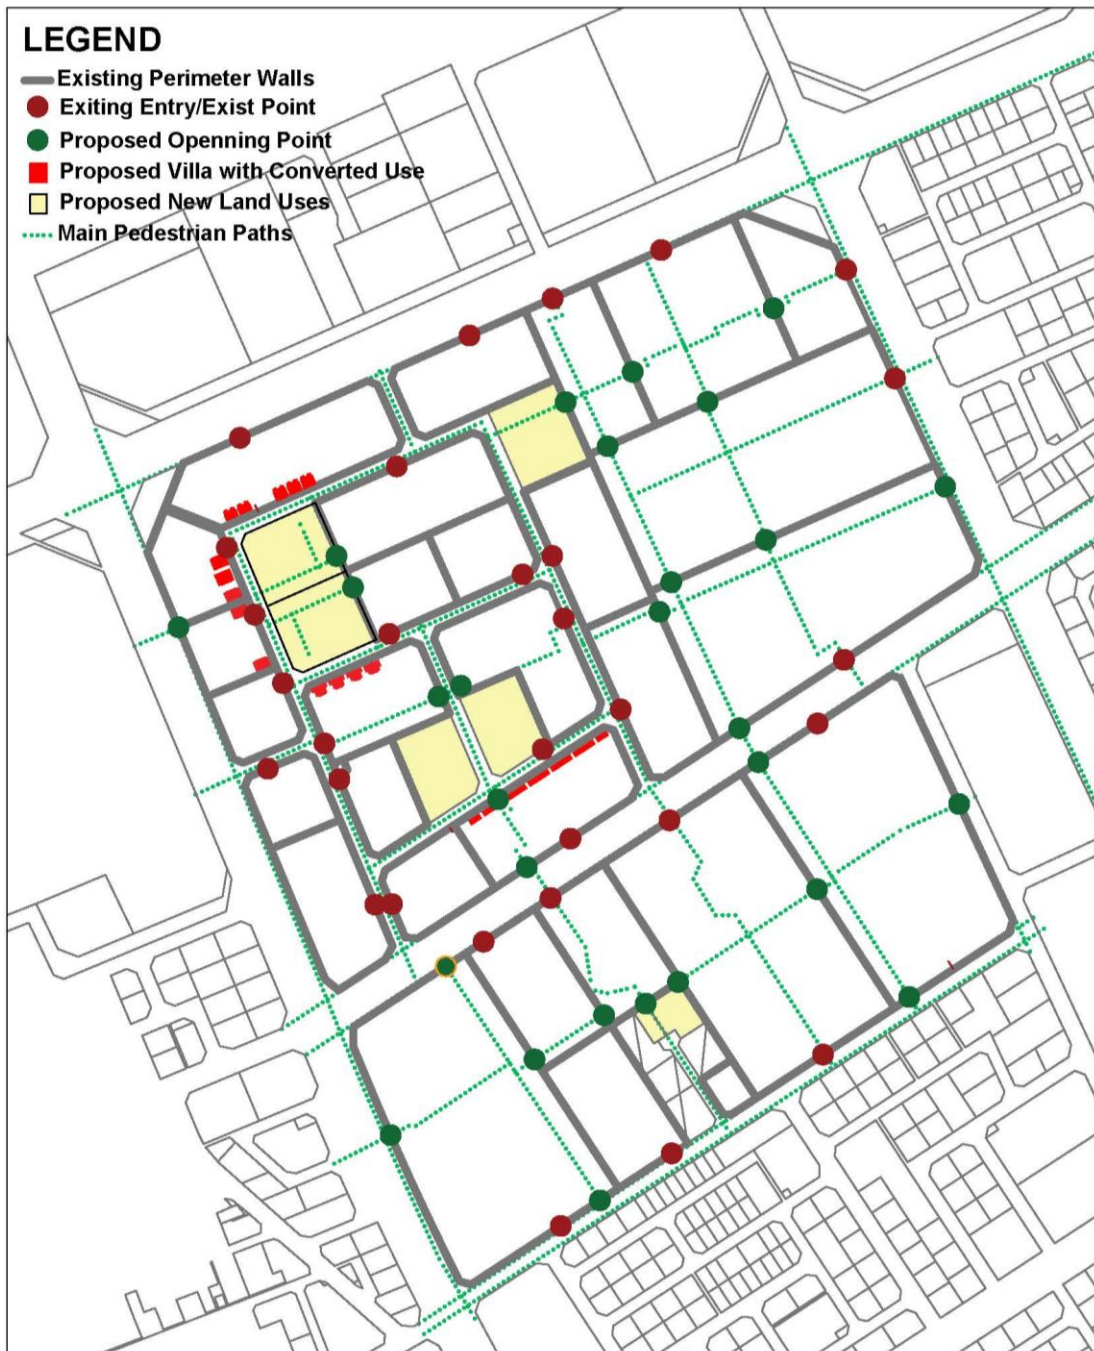 LEGEND
Existing Perimeter Walls
Exiting Entry/Exist Point
Proposed Openning Point
Proposed Villa with Converted Use
Proposed New Land Uses
Main Pedestrian Paths